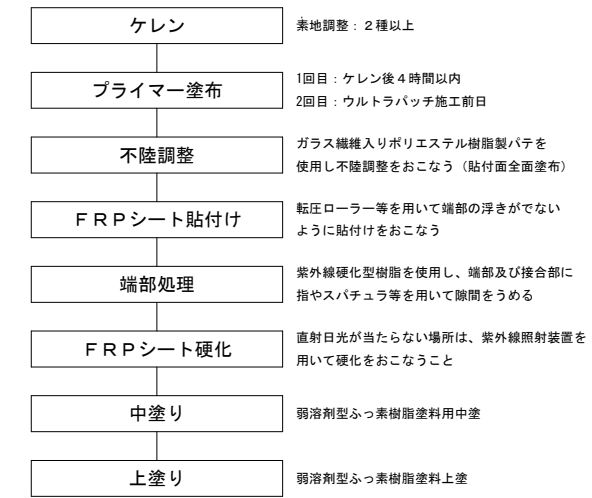 ケレン
素地調整：２種以上
プライマー塗布
1回目：ケレン後４時間以内
2回目：ウルトラパッチ施工前日
不陸調整
ガラス繊維入りポリエステル樹脂製パテを
使用し不陸調整をおこなう（貼付面全面塗布）
ＦＲＰシート貼付け
転圧ローラー等を用いて端部の浮きがでない
ように貼付けをおこなう
端部処理
紫外線硬化型樹脂を使用し、端部及び接合部に
指やスパチュラ等を用いて隙間をうめる
ＦＲＰシート硬化
直射日光が当たらない場所は、紫外線照射装置を
用いて硬化をおこなうこと
中塗り
弱溶剤型ふっ素樹脂塗料用中塗
上塗り
弱溶剤型ふっ素樹脂塗料上塗